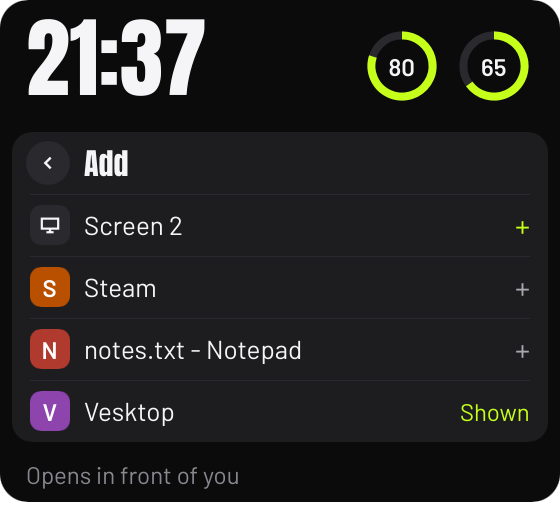 21:37
80
65
Add
Screen 2 +
S Steam +
N notes.txt - Notepad +
V Vesktop Shown
Opens in front of you